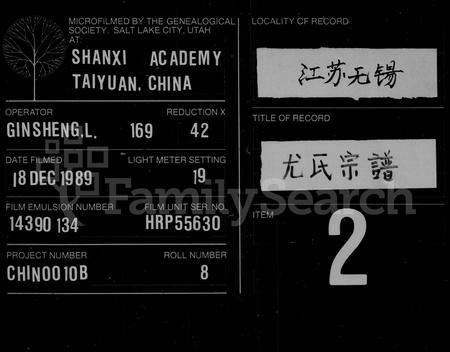 MICROFILMED BY THE GENEALOGICAL
SOCIETY, SALT LAKE CITY, UTAH
AT:
SHANXI ACADEMY
TAIYUAN, CHINA
OPERATOR REDUCTION X
GINSHENG,L. 169 42
DATE FILMED LIGHT METER SETTING
18 DEC 1989 19
FILM EMULSION NUMBER FILM UNIT SER. NO.
14390 134 HRP55630
PROJECT NUMBER ROLL NUMBER
CHINOO10B 8
LOCALITY OF RECORD
江苏无锡
TITLE OF RECORD
尤氏宗譜
ITEM
2
FamilySearch